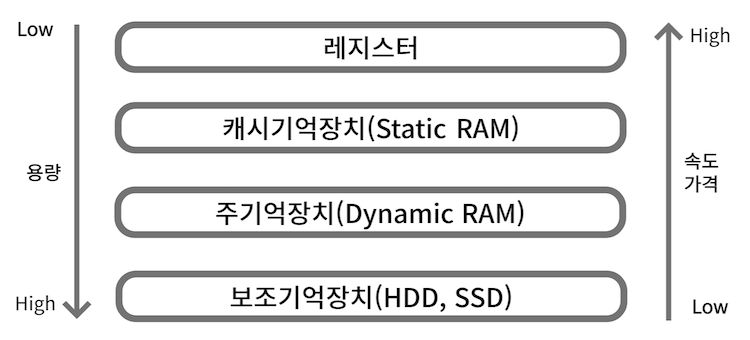 Low
High
레지스터
캐시기억장치(Static RAM)
용량
속도
가격
주기억장치(Dynamic RAM)
보조기억장치(HDD, SSD)
High
Low